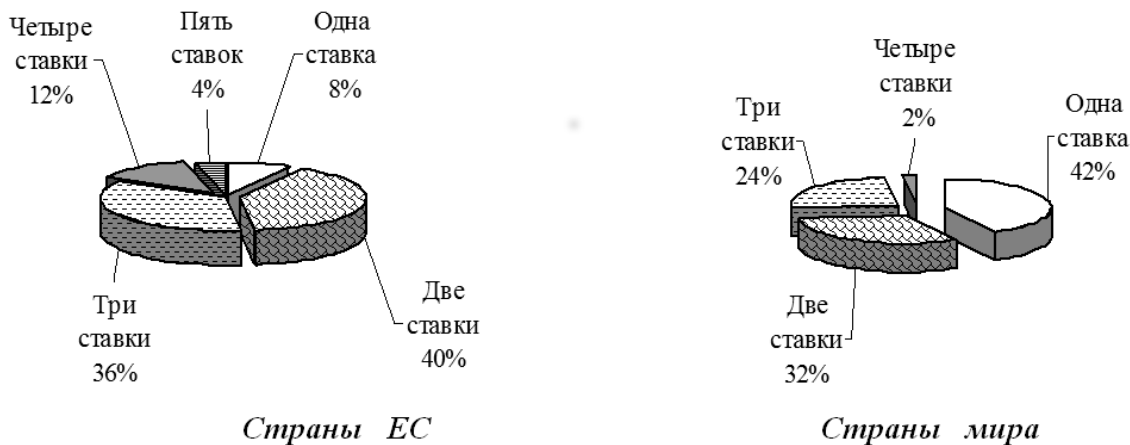 Четыре
ставки
12%
Пять
ставок
4%
Одна
ставка
8%
Две
ставки
40%
Три
ставки
36%
Страны ЕС
Четыре
ставки
2%
Одна
ставка
42%
Три
ставки
24%
Две
ставки
32%
Страны мира